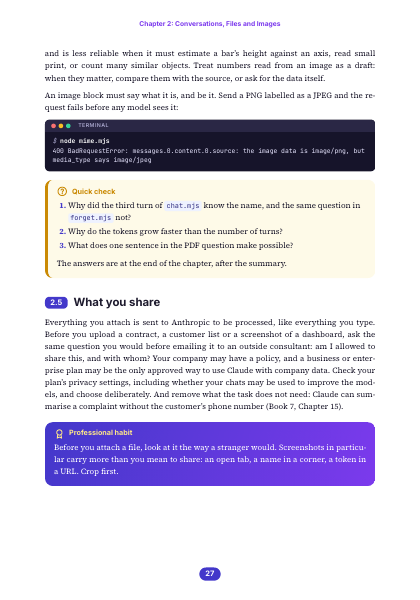 Chapter 2: Conversations, Files and Images
and is less reliable when it must estimate a bar's height against an axis, read small
print, or count many similar objects. Treat numbers read from an image as a draft:
when they matter, compare them with the source, or ask for the data itself.
An image block must say what it is, and be it. Send a PNG labelled as a JPEG and the re-
quest fails before any model sees it:
TERMINAL
$ node mime.mjs
400 BadRequestError: messages.0.content.0.source: the image data is image/png, but
media_type says image/jpeg
Quick check
1. Why did the third turn of chat.mjs know the name, and the same question in
forget.mjs not?
2. Why do the tokens grow faster than the number of turns?
3. What does one sentence in the PDF question make possible?
The answers are at the end of the chapter, after the summary.
2.5 What you share
Everything you attach is sent to Anthropic to be processed, like everything you type.
Before you upload a contract, a customer list or a screenshot of a dashboard, ask the
same question you would before emailing it to an outside consultant: am I allowed to
share this, and with whom? Your company may have a policy, and a business or enter-
prise plan may be the only approved way to use Claude with company data. Check your
plan's privacy settings, including whether your chats may be used to improve the mod-
els, and choose deliberately. And remove what the task does not need: Claude can sum-
marise a complaint without the customer's phone number (Book 7, Chapter 15).
Professional habit
Before you attach a file, look at it the way a stranger would. Screenshots in particu-
lar carry more than you mean to share: an open tab, a name in a corner, a token in
a URL. Crop first.
27